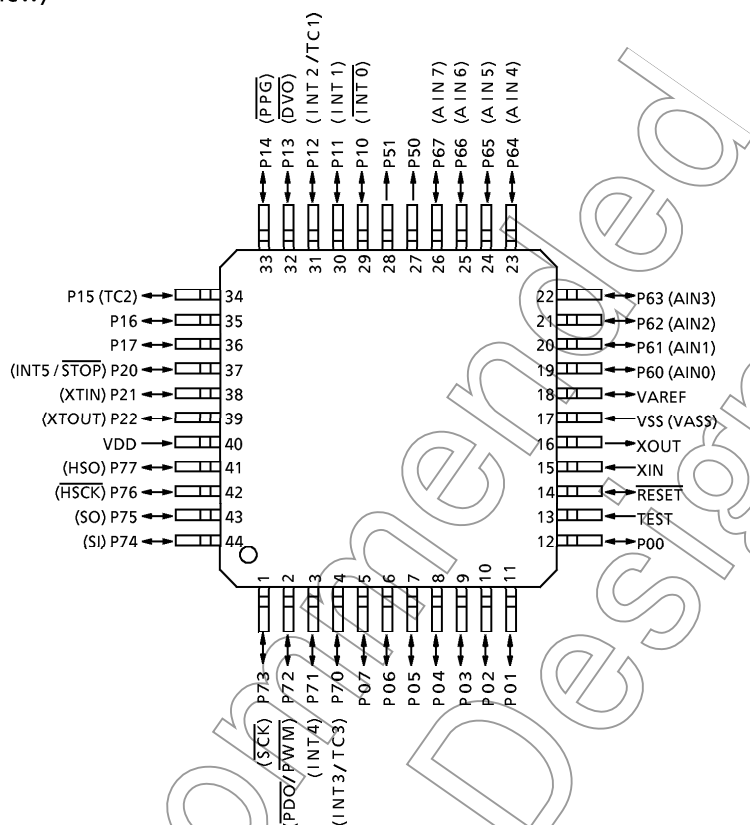 (PPG)
(DVO)
(INT2/TC1)
(INT1)
(INT0)
(AIN7)
(AIN6)
(AIN5)
(AIN4)
P14
P13
P12
P11
P10
P51
P50
P67
P66
P65
P64
33
32
31
30
29
28
27
26
25
24
23
P15 (TC2) 34
P16 35
P17 36
(INT5/STOP) P20 37
(XTIN) P21 38
(XTOUT) P22 39
VDD 40
(HSO) P77 41
(HSCK) P76 42
(SO) P75 43
(SI) P74 44
22 P63 (AIN3)
21 P62 (AIN2)
20 P61 (AIN1)
19 P60 (AIN0)
18 VAREF
17 VSS (VASS)
16 XOUT
15 XIN
14 RESET
13 TEST
12 P00
1
2
3
4
5
6
7
8
9
10
11
P73
P72
P71
P70
P07
P06
P05
P04
P03
P02
P01
(SCK)
(PDO/PWM)
(INT4)
(INT3/TC3)
ommended
Design